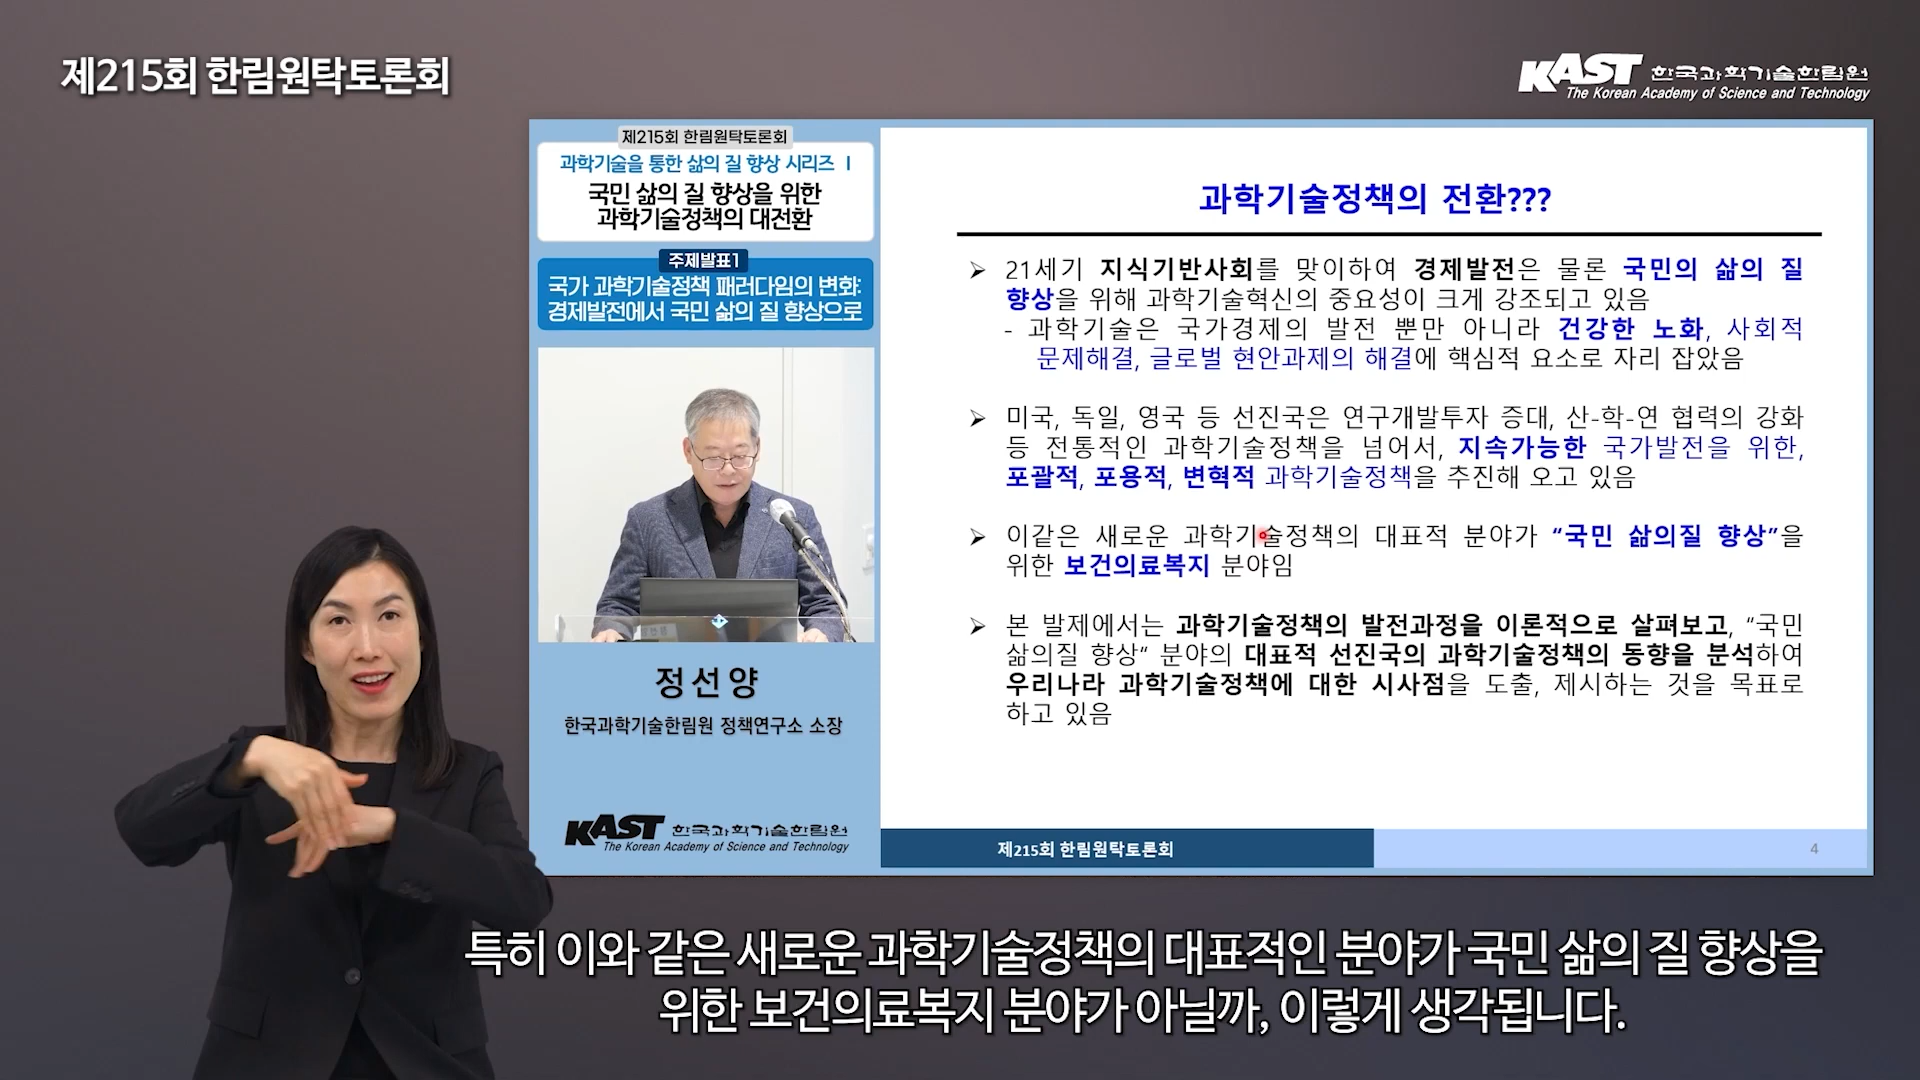 제215회 한림원탁토론회
KAST 한국과학기술한림원
The Korean Academy of Science and Technology
제215회 한림원탁토론회
과학기술을 통한 삶의 질 향상 시리즈 Ⅰ
국민 삶의 질 향상을 위한
과학기술정책의 대전환
주제발표1
국가 과학기술정책 패러다임의 변화:
경제발전에서 국민 삶의 질 향상으로
정선양
한국과학기술한림원 정책연구소 소장
KAST 한국과학기술한림원
The Korean Academy of Science and Technology
과학기술정책의 전환???
➢ 21세기 지식기반사회를 맞이하여 경제발전은 물론 국민의 삶의 질
향상을 위해 과학기술혁신의 중요성이 크게 강조되고 있음
- 과학기술은 국가경제의 발전 뿐만 아니라 건강한 노화, 사회적
문제해결, 글로벌 현안과제의 해결에 핵심적 요소로 자리 잡았음
➢ 미국, 독일, 영국 등 선진국은 연구개발투자 증대, 산-학-연 협력의 강화
등 전통적인 과학기술정책을 넘어서, 지속가능한 국가발전을 위한,
포괄적, 포용적, 변혁적 과학기술정책을 추진해 오고 있음
➢ 이같은 새로운 과학기술정책의 대표적 분야가 “국민 삶의질 향상”을
위한 보건의료복지 분야임
➢ 본 발제에서는 과학기술정책의 발전과정을 이론적으로 살펴보고, “국민
삶의질 향상“ 분야의 대표적 선진국의 과학기술정책의 동향을 분석하여
우리나라 과학기술정책에 대한 시사점을 도출, 제시하는 것을 목표로
하고 있음
제215회 한림원탁토론회
4
특히 이와 같은 새로운 과학기술정책의 대표적인 분야가 국민 삶의 질 향상을
위한 보건의료복지 분야가 아닐까, 이렇게 생각됩니다.